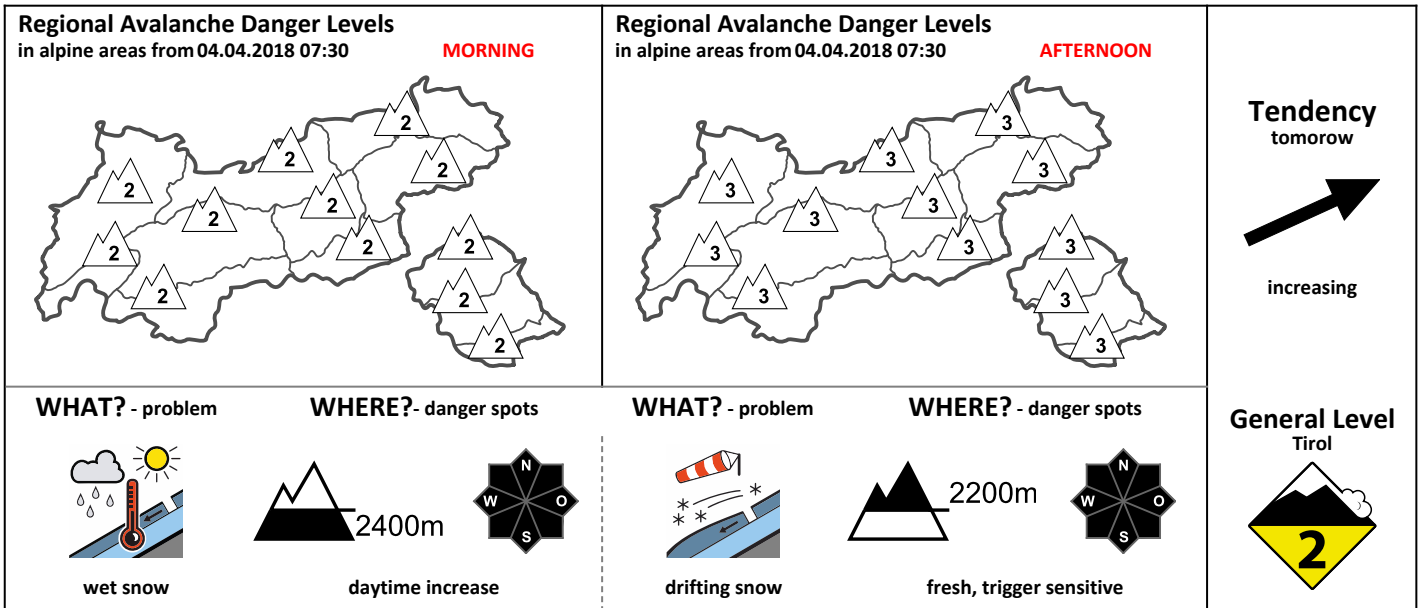 Regional Avalanche Danger Levels
in alpine areas from 04.04.2018 07:30 MORNING
2
2
2
2
2
2
2
2
2
2
2
2
2
Regional Avalanche Danger Levels
in alpine areas from 04.04.2018 07:30 AFTERNOON
3
3
3
3
3
3
3
3
3
3
3
3
3
Tendency
tomorow
increasing
WHAT? - problem
wet snow
WHERE? - danger spots
2400m
N
W O
S
daytime increase
WHAT? - problem
drifting snow
WHERE? - danger spots
2200m
N
W O
S
fresh, trigger sensitive
General Level
Tirol
2